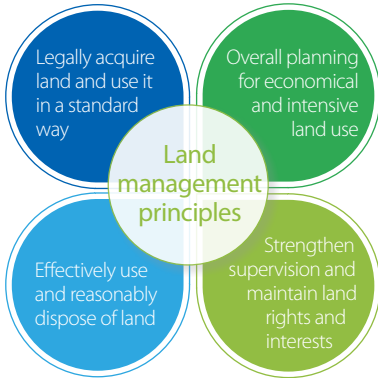 Legally acquire
land and use it
in a standard
way
Overall planning
for economical
and intensive
land use
Land
management
principles
Effectively use
and reasonably
dispose of land
Strengthen
supervision and
maintain land
rights and
interests